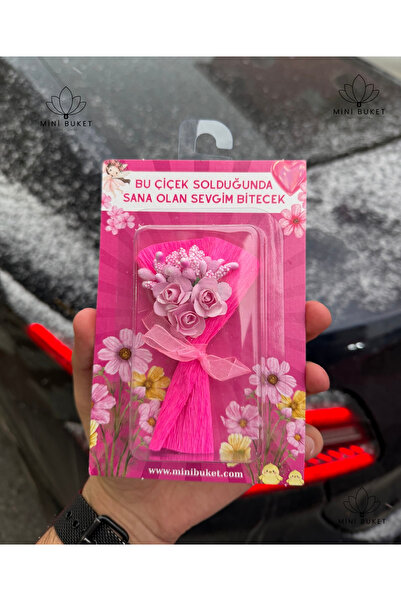 MİNİ BUKET
MİNİ BUKET
BU ÇİÇEK SOLDUĞUNDA
SANA OLAN SEVGİM BİTECEK
www.minibuket.com
MİNİ BUKET